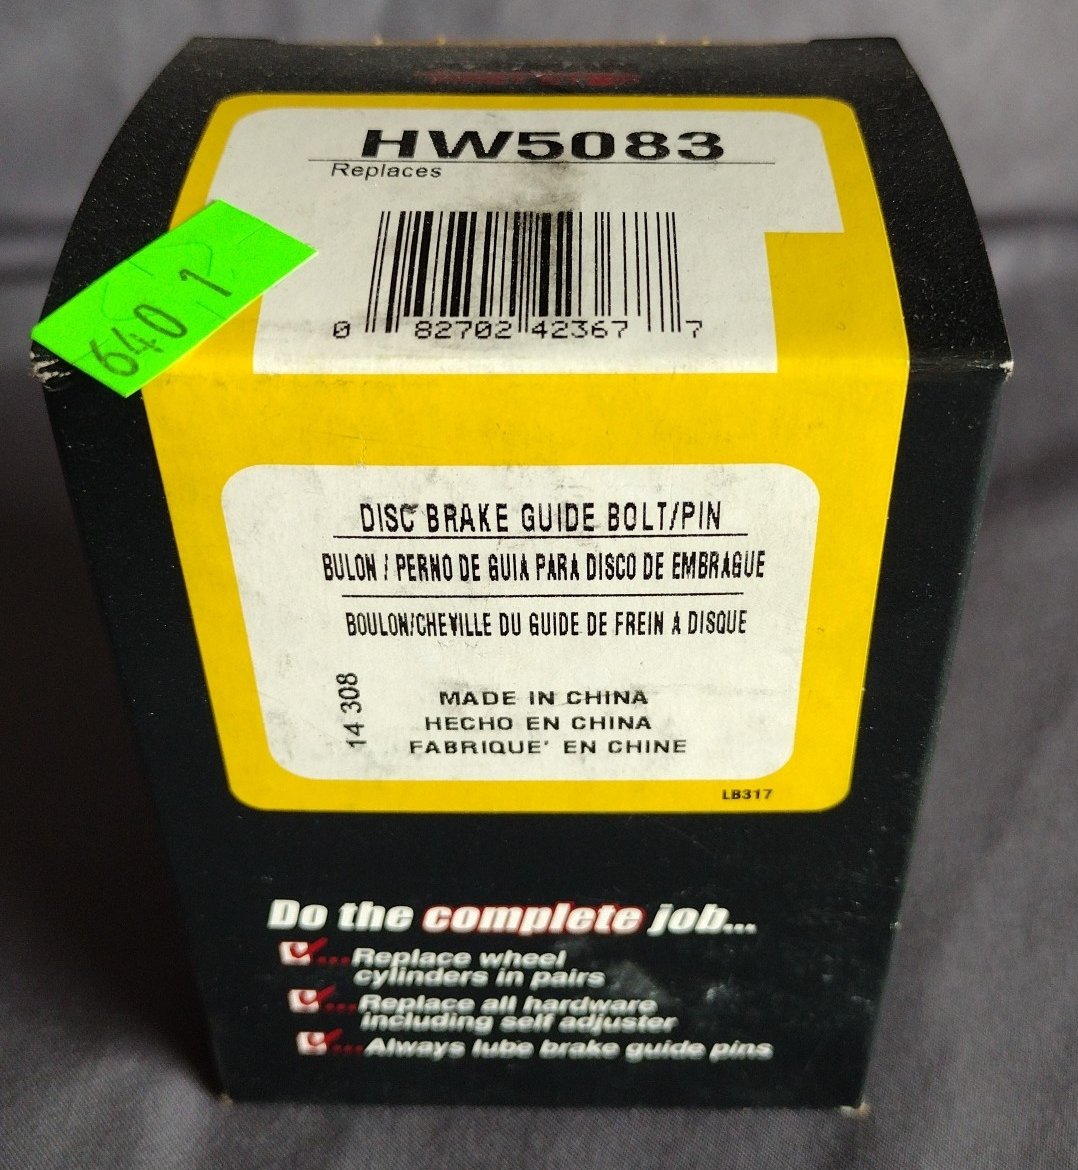 HW5083
Replaces
640 1
0 82702 42367 7
DISC BRAKE GUIDE BOLT/PIN
BULON / PERNO DE GUIA PARA DISCO DE EMBRAGUE
BOULON/CHEVILLE DU GUIDE DE FREIN A DISQUE
14 308
MADE IN CHINA
HECHO EN CHINA
FABRIQUE' EN CHINE
LB317
Do the complete job...
...Replace wheel
cylinders in pairs
...Replace all hardware
including self adjuster
...Always lube brake guide pins